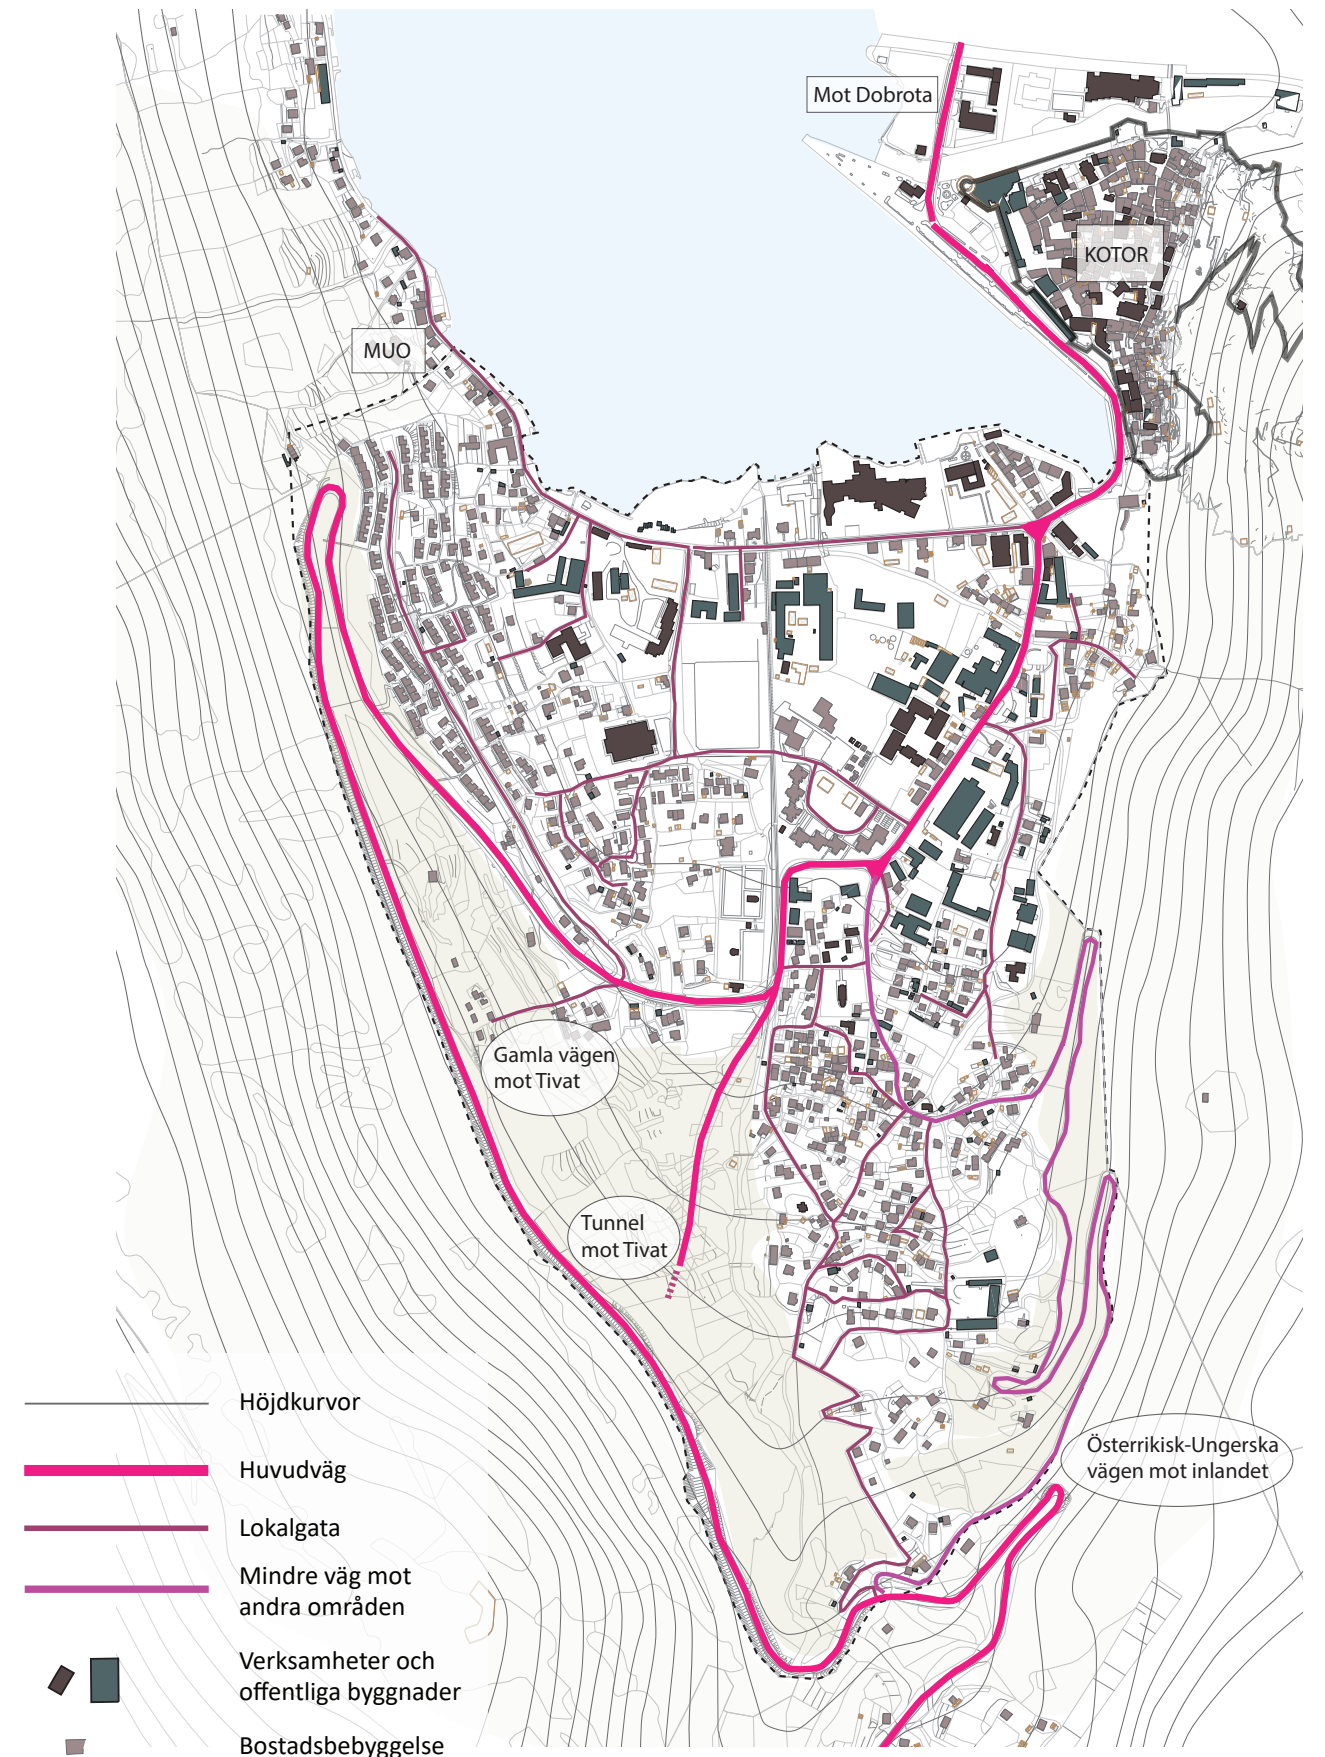 Mot Dobrota
KOTOR
MUO
Gamla vägen
mot Tivat
Tunnel
mot Tivat
Österrikisk-Ungerska
vägen mot inlandet
Höjdkurvor
Huvudväg
Lokalgata
Mindre väg mot
andra områden
Verksamheter och
offentliga byggnader
Bostadsbebyggelse